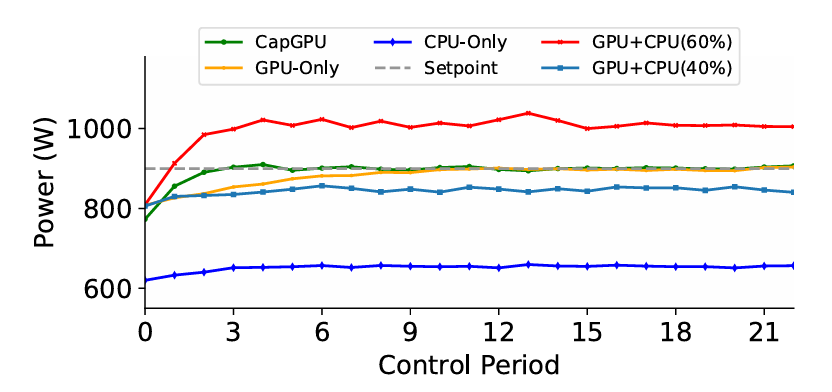 CapGPU CPU-Only GPU+CPU(60%)
GPU-Only Setpoint GPU+CPU(40%)
Power (W)
1000
800
600
0 3 6 9 12 15 18 21
Control Period